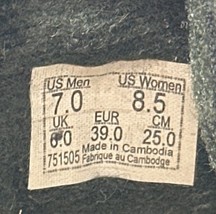 US Men US Women
7.0 8.5
UK EUR CM
6.0 39.0 25.0
Made in Cambodia
751505 Fabrique au Cambodge